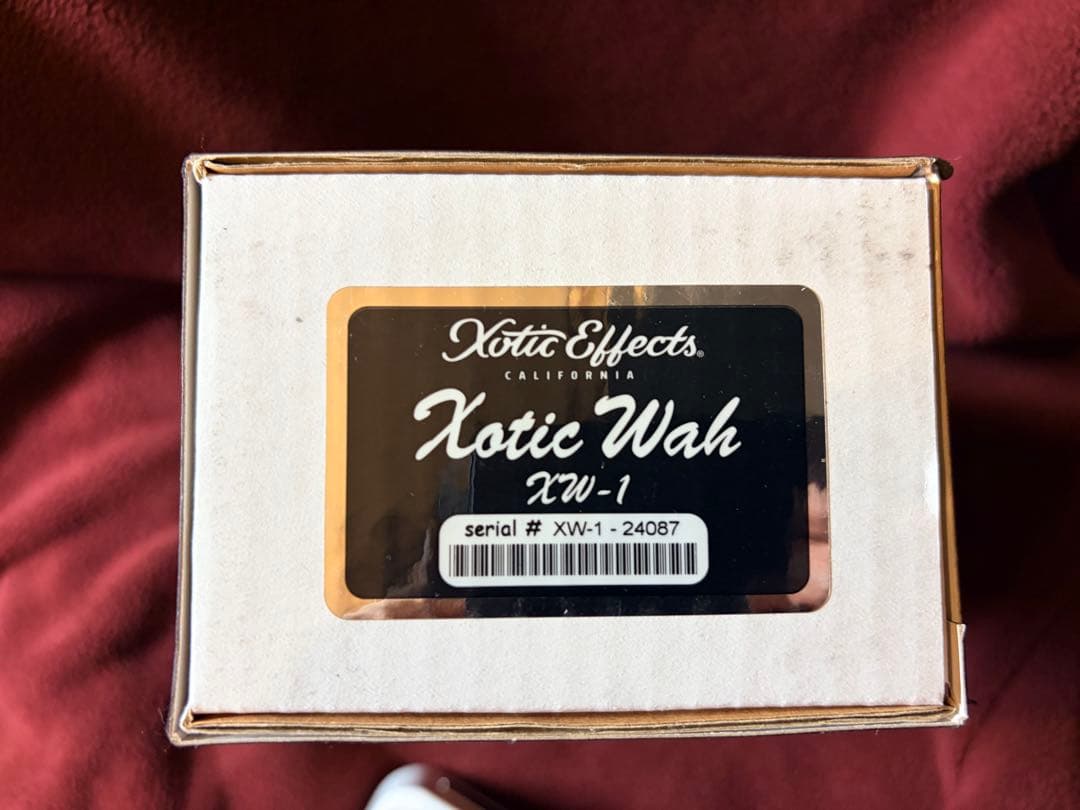 Xotic Effects®
CALIFORNIA
Xotic Wah
XW-1
serial # XW-1 - 24087